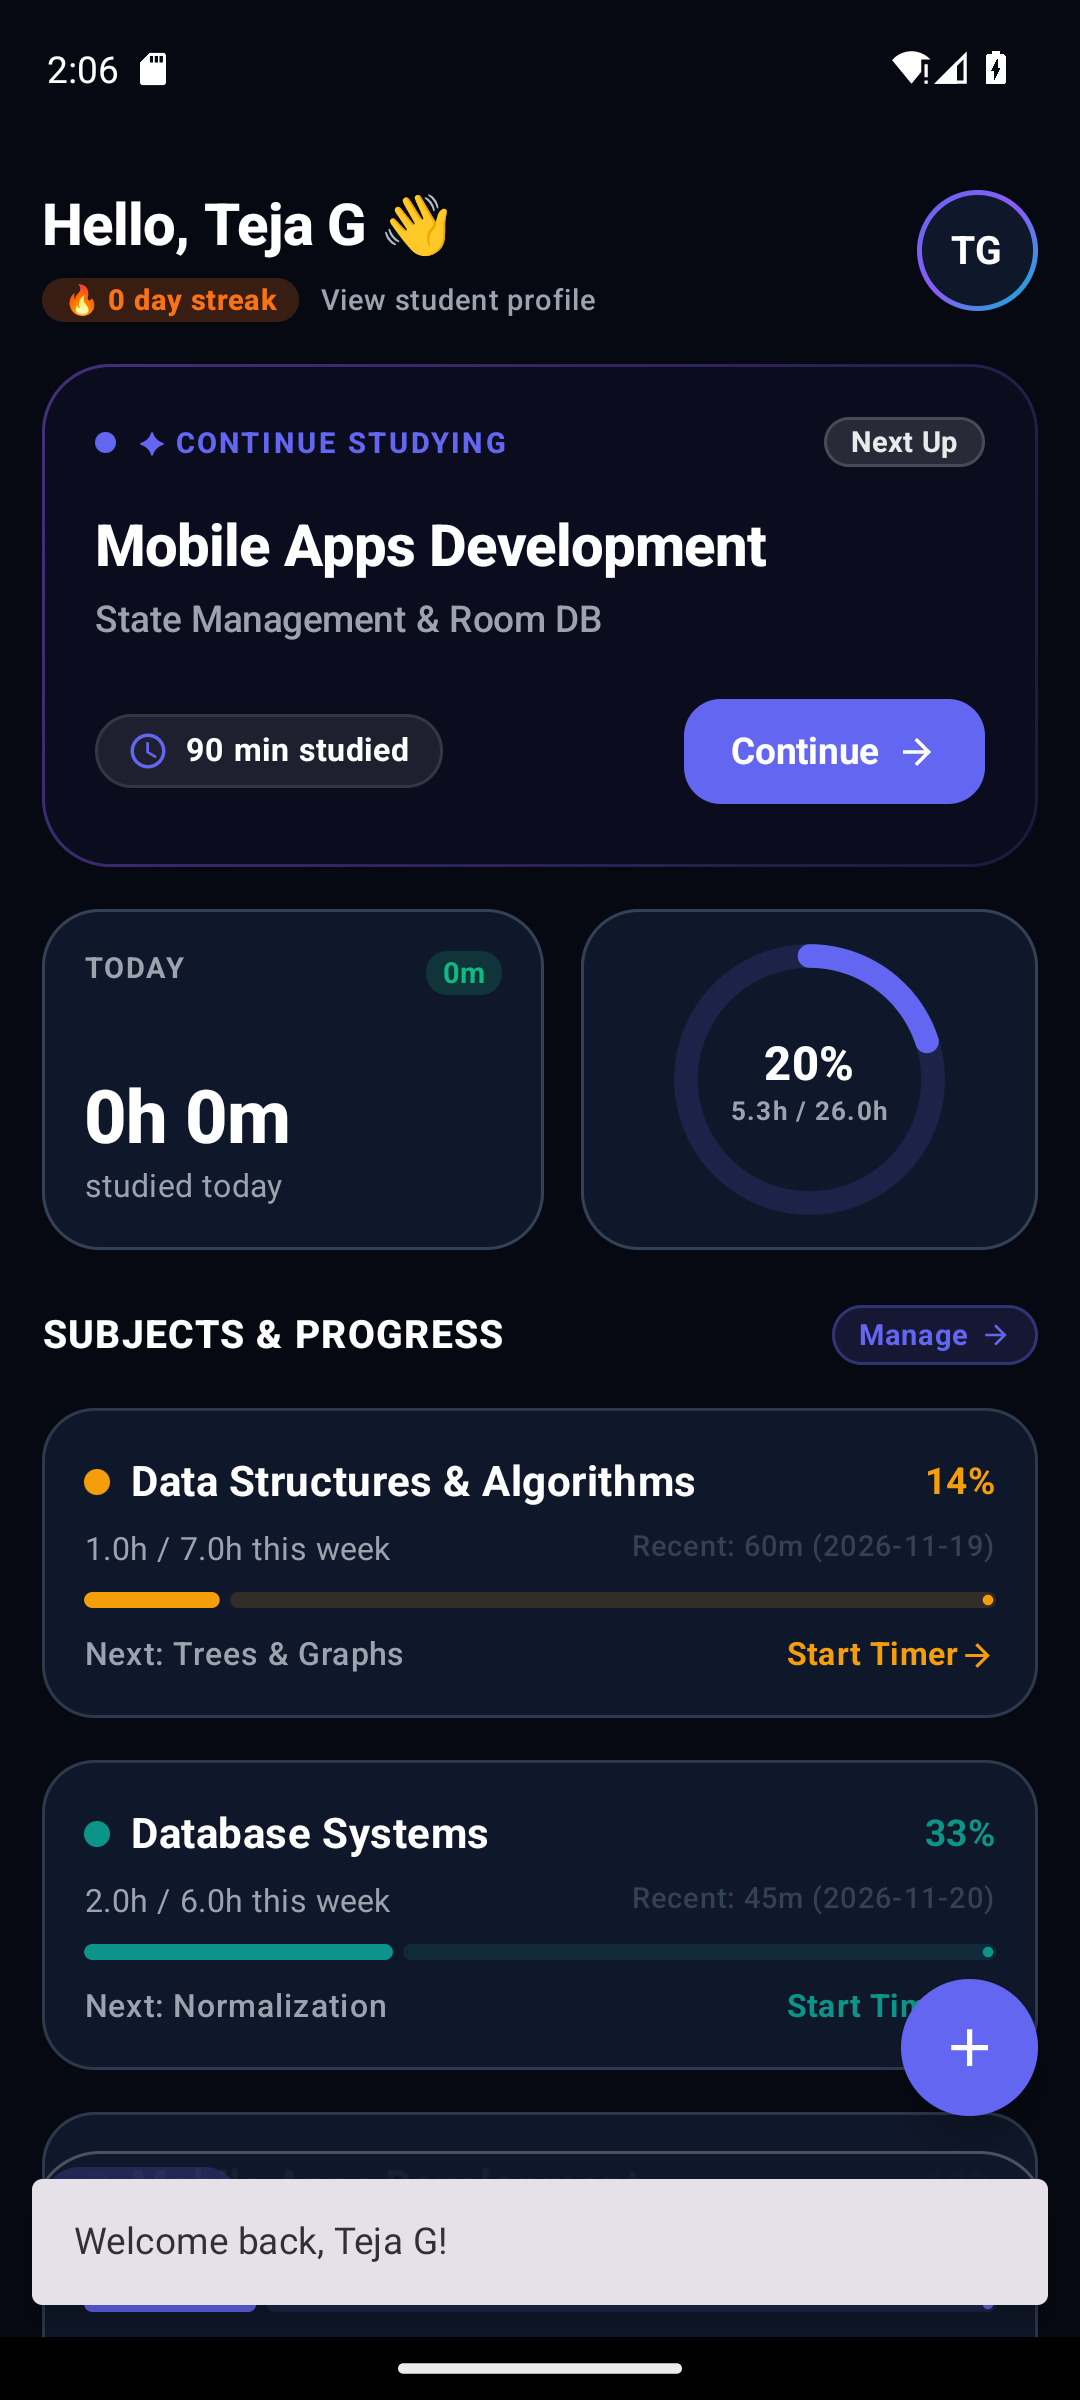 2:06
Hello, Teja G 👋
TG
🔥 0 day streak
View student profile
✦ CONTINUE STUDYING
Next Up
Mobile Apps Development
State Management & Room DB
90 min studied
Continue →
TODAY
0m
0h 0m
studied today
20%
5.3h / 26.0h
SUBJECTS & PROGRESS
Manage →
Data Structures & Algorithms
14%
1.0h / 7.0h this week
Recent: 60m (2026-11-19)
Next: Trees & Graphs
Start Timer →
Database Systems
33%
2.0h / 6.0h this week
Recent: 45m (2026-11-20)
Next: Normalization
Start
+
Welcome back, Teja G!